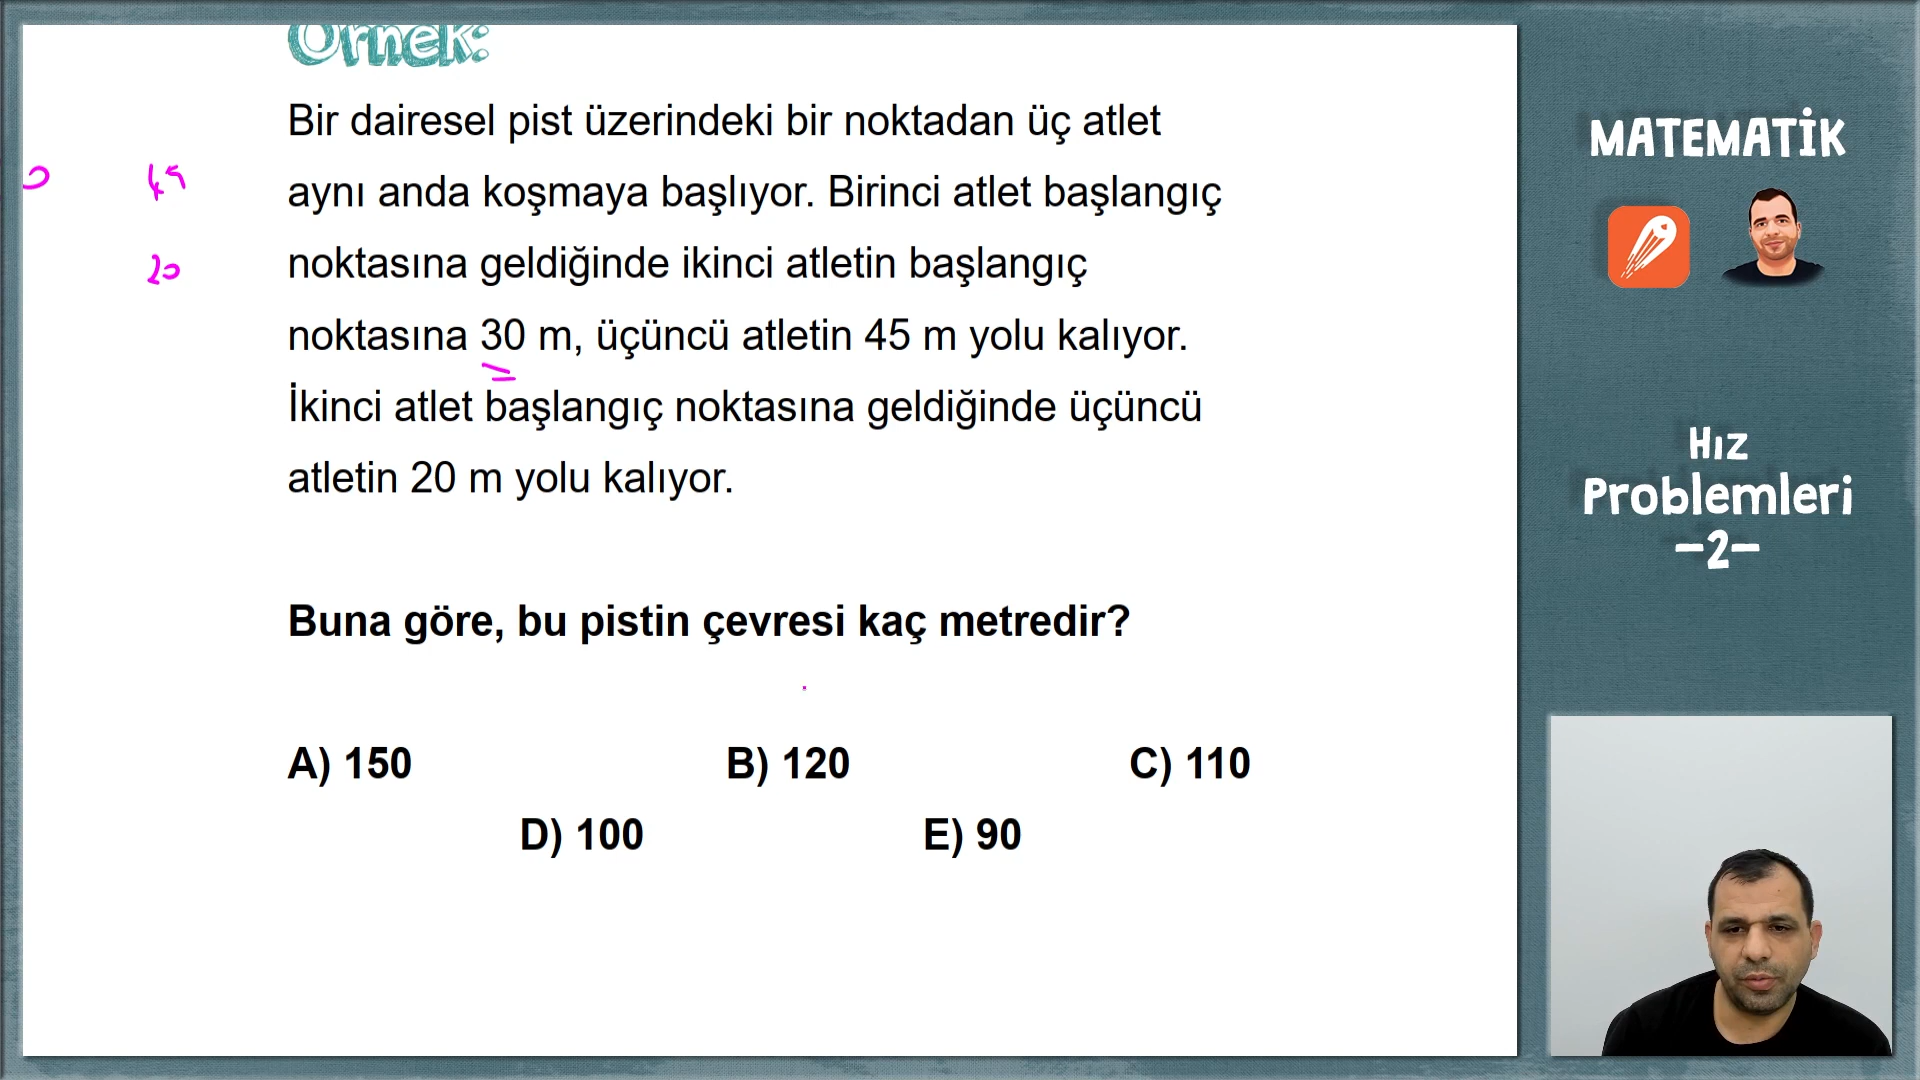 Örnek:
Bir dairesel pist üzerindeki bir noktadan üç atlet
aynı anda koşmaya başlıyor. Birinci atlet başlangıç
noktasına geldiğinde ikinci atletin başlangıç
noktasına 30 m, üçüncü atletin 45 m yolu kalıyor.
İkinci atlet başlangıç noktasına geldiğinde üçüncü
atletin 20 m yolu kalıyor.
Buna göre, bu pistin çevresi kaç metredir?
A) 150 B) 120 C) 110
D) 100 E) 90
45
20
MATEMATİK
Hız
Problemleri
-2-